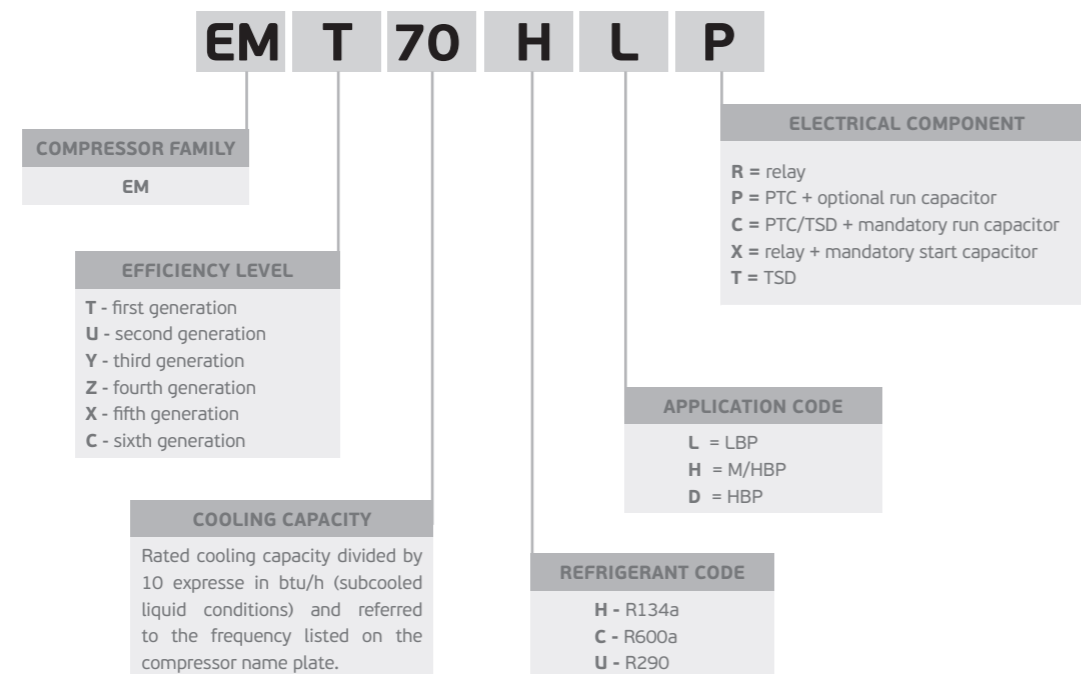 EM T 70 H L P
COMPRESSOR FAMILY
EM
EFFICIENCY LEVEL
T - first generation
U - second generation
Y - third generation
Z - fourth generation
X - fifth generation
C - sixth generation
COOLING CAPACITY
Rated cooling capacity divided by
10 expresse in btu/h (subcooled
liquid conditions) and referred
to the frequency listed on the
compressor name plate.
REFRIGERANT CODE
H - R134a
C - R600a
U - R290
APPLICATION CODE
L = LBP
H = M/HBP
D = HBP
ELECTRICAL COMPONENT
R = relay
P = PTC + optional run capacitor
C = PTC/TSD + mandatory run capacitor
X = relay + mandatory start capacitor
T = TSD